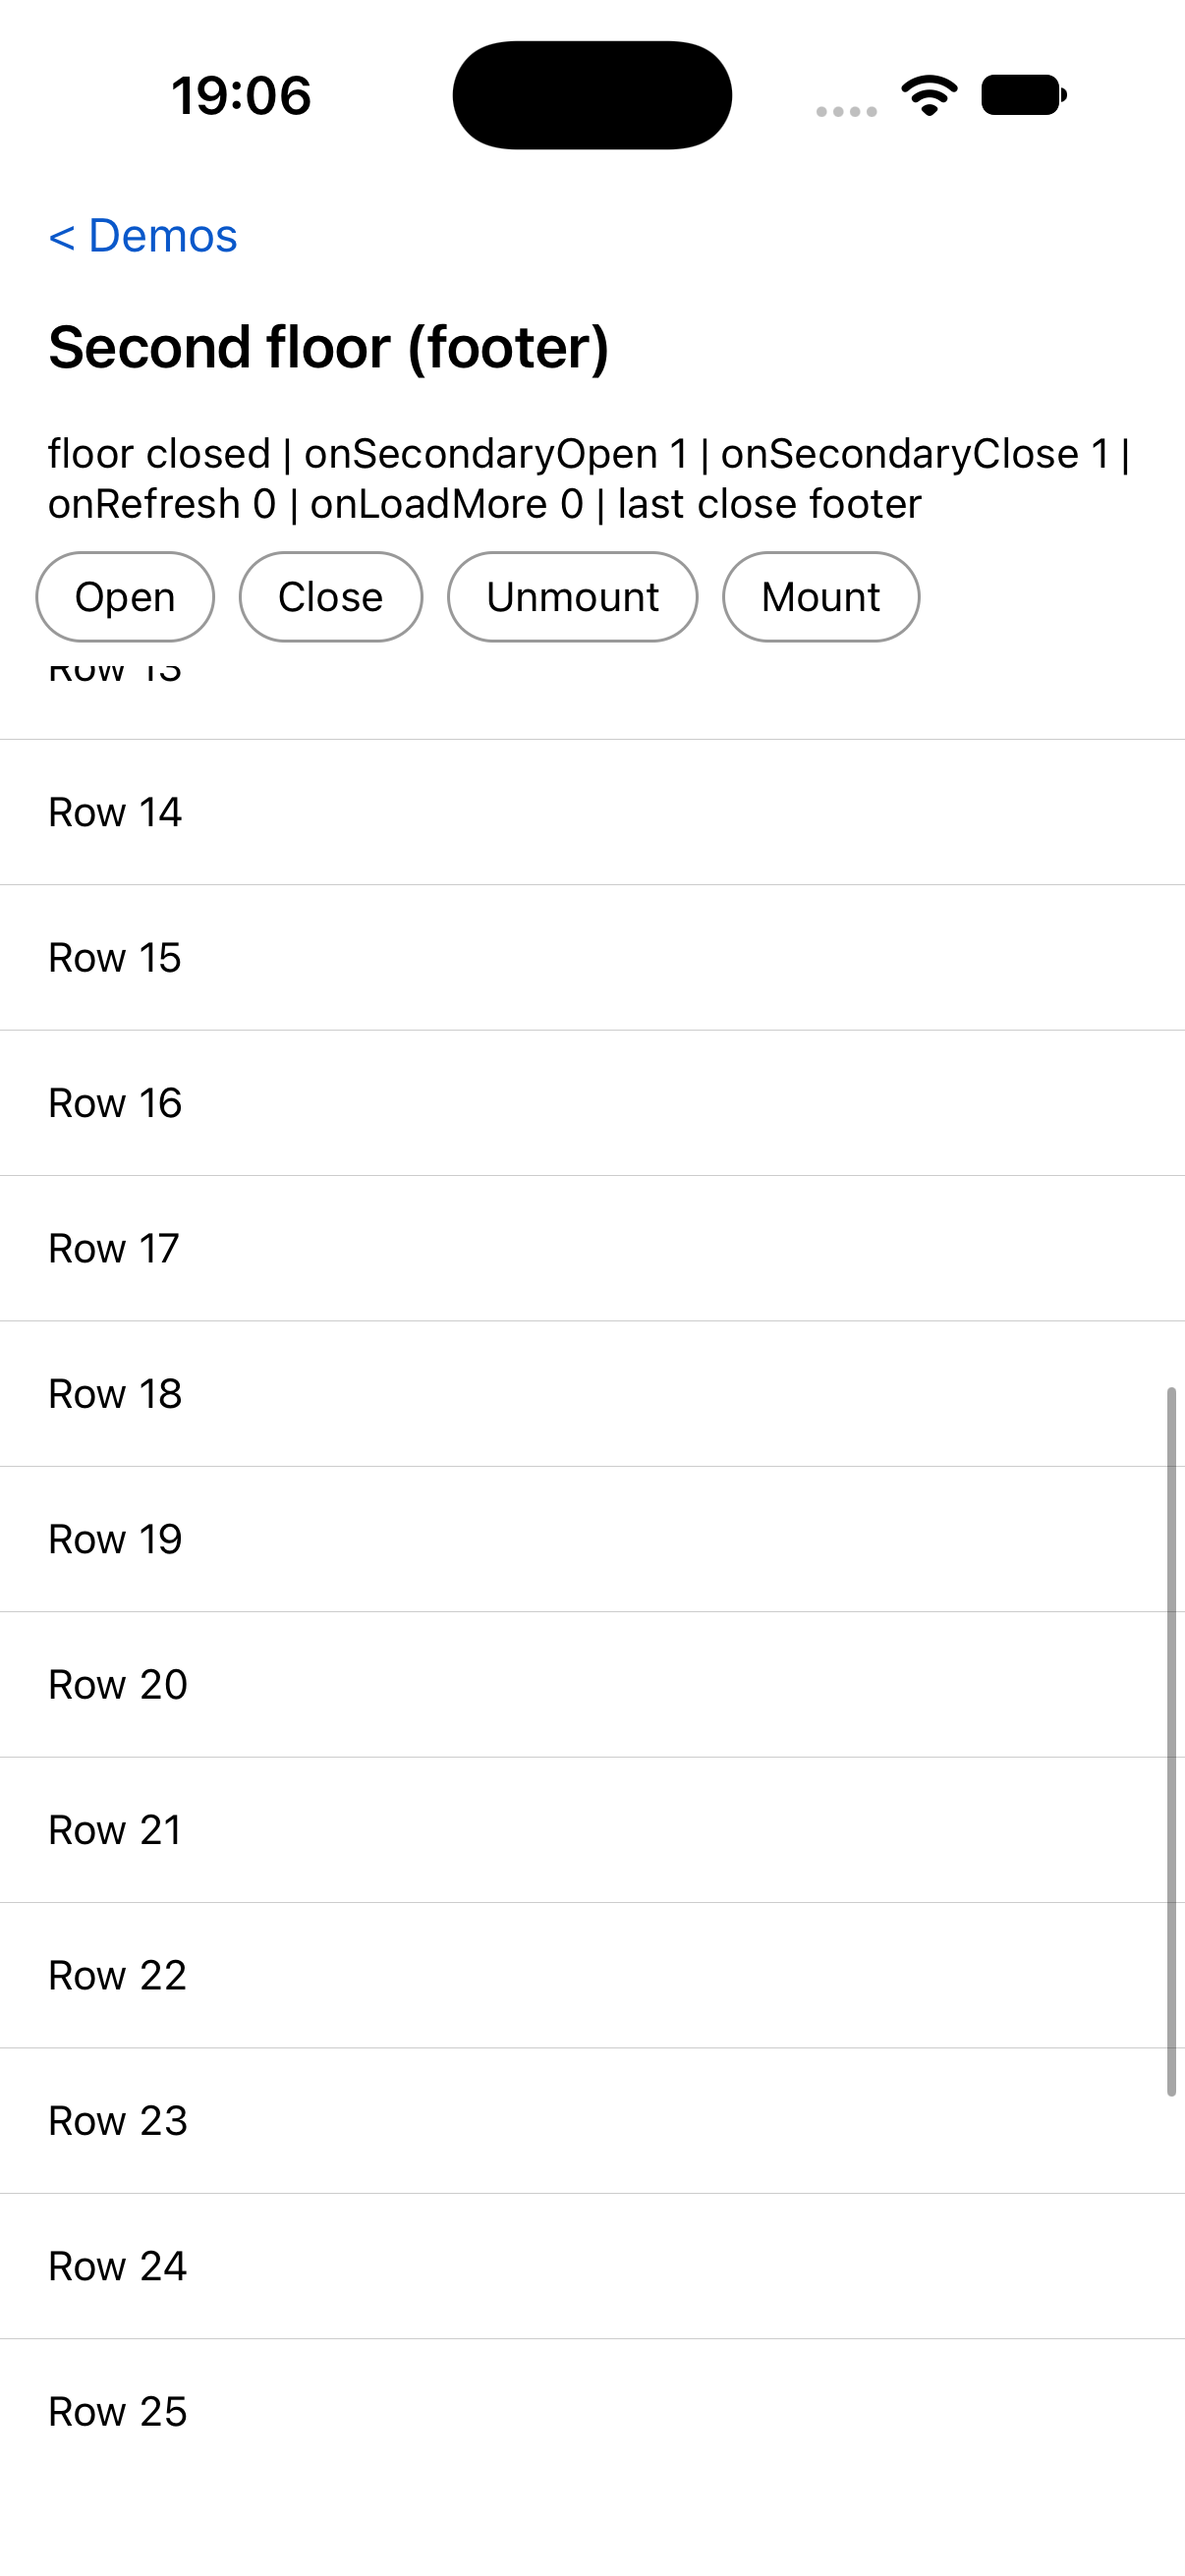 19:06
< Demos
Second floor (footer)
floor closed | onSecondaryOpen 1 | onSecondaryClose 1 |
onRefresh 0 | onLoadMore 0 | last close footer
Open Close Unmount Mount
Row 13
Row 14
Row 15
Row 16
Row 17
Row 18
Row 19
Row 20
Row 21
Row 22
Row 23
Row 24
Row 25